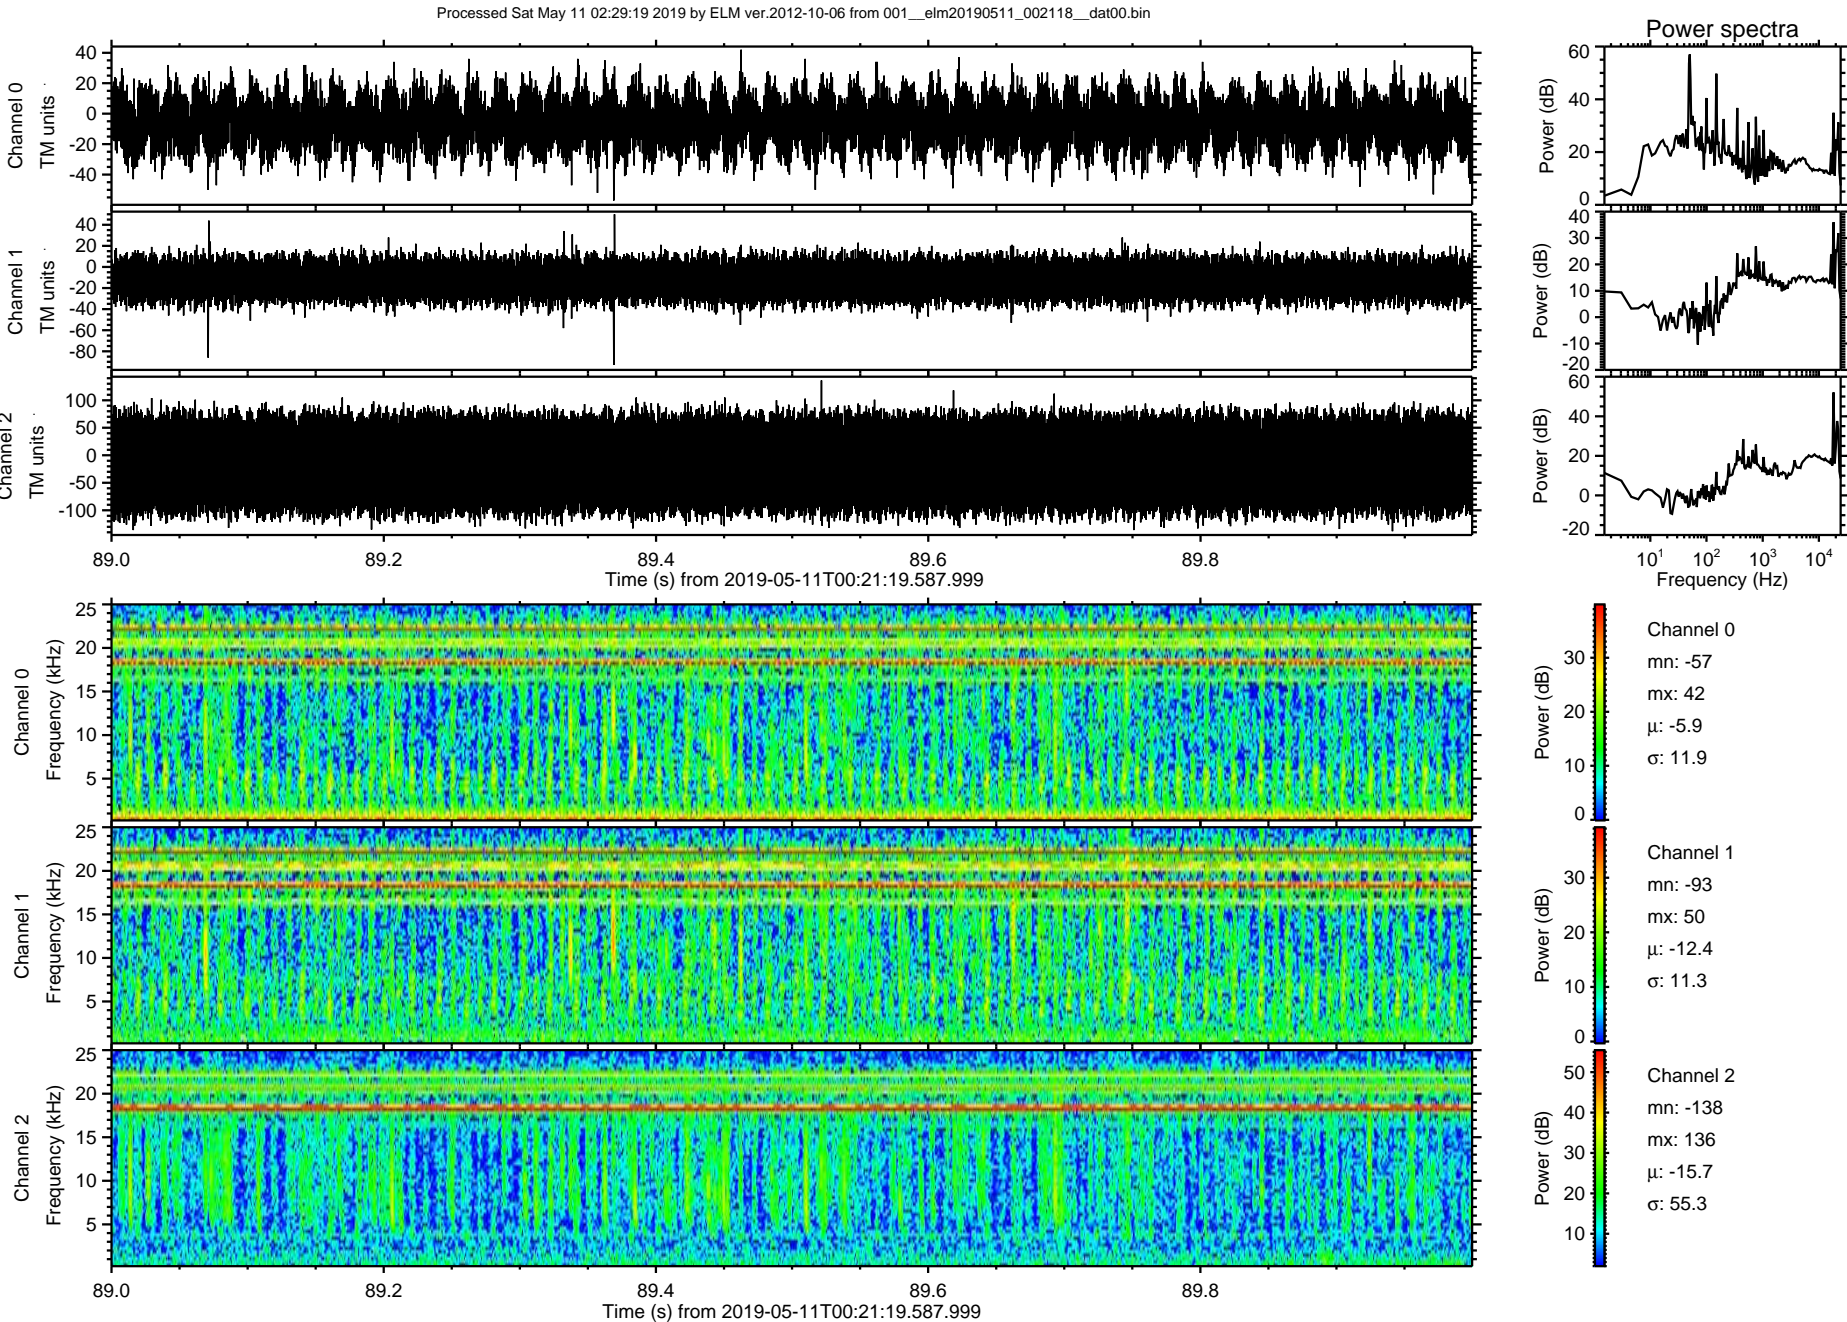 Processed Sat May 11 02:29:19 2019 by ELM ver.2012-10-06 from 001__elm20190511_002118__dat00.bin
Power spectra
Channel 0
TM units
40
20
0
-20
-40
Power (dB)
60
40
20
0
Channel 1
TM units
40
20
0
-20
-40
-60
-80
Power (dB)
40
30
20
10
0
-10
-20
Channel 2
TM units
100
50
0
-50
-100
Power (dB)
60
40
20
0
-20
89.0 89.2 89.4 89.6 89.8
Time (s) from 2019-05-11T00:21:19.587.999
10^1 10^2 10^3 10^4
Frequency (Hz)
Channel 0
Frequency (kHz)
25
20
15
10
5
Power (dB)
30
20
10
0
Channel 0
mn: -57
mx: 42
μ: -5.9
σ: 11.9
Channel 1
Frequency (kHz)
25
20
15
10
5
Power (dB)
30
20
10
0
Channel 1
mn: -93
mx: 50
μ: -12.4
σ: 11.3
Channel 2
Frequency (kHz)
25
20
15
10
5
Power (dB)
50
40
30
20
10
Channel 2
mn: -138
mx: 136
μ: -15.7
σ: 55.3
89.0 89.2 89.4 89.6 89.8
Time (s) from 2019-05-11T00:21:19.587.999